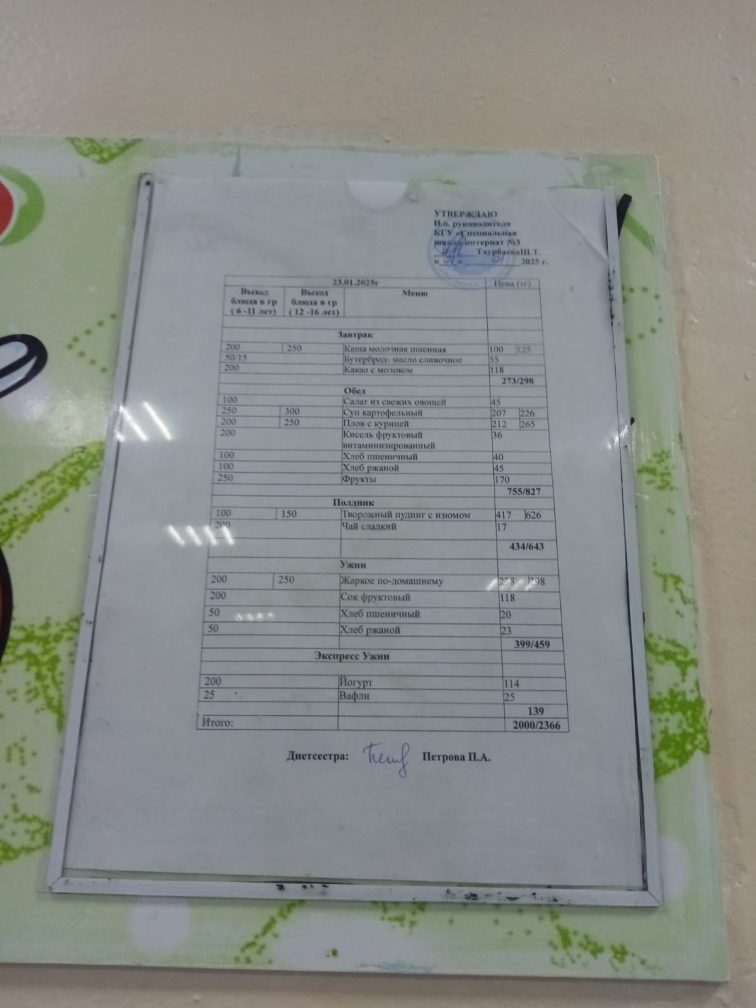 УТВЕРЖДАЮ
И.о. руководителя
КГУ «Специальная
школа-интернат №3
Таурбаева Ш.Т.
2025 г.
23.01.2025г Цена (тг)
Выход блюда в гр ( 6 -11 лет) Выход блюда в гр ( 12 -16 лет) Меню
Завтрак
200 250 Каша молочная пшенная 100 125
50/15 Бутерброд- масло сливочное 55
200 Какао с молоком 118
273/298
Обед
100 Салат из свежих овощей 45
250 300 Суп картофельный 207 226
200 250 Плов с курицей 212 265
200 Кисель фруктовый 36
витаминизированный
100 Хлеб пшеничный 40
100 Хлеб ржаной 45
250 Фрукты 170
755/827
Полдник
100 150 Творожный пудинг с изюмом 417 626
200 Чай сладкий 17
434/643
Ужин
200 250 Жаркое по-домашнему
200 Сок фруктовый 118
50 Хлеб пшеничный 20
50 Хлеб ржаной 23
399/459
Экспресс Ужин
200 Йогурт 114
25 Вафли 25
139
Итого: 2000/2366
Диетсестра: Петрова П.А.